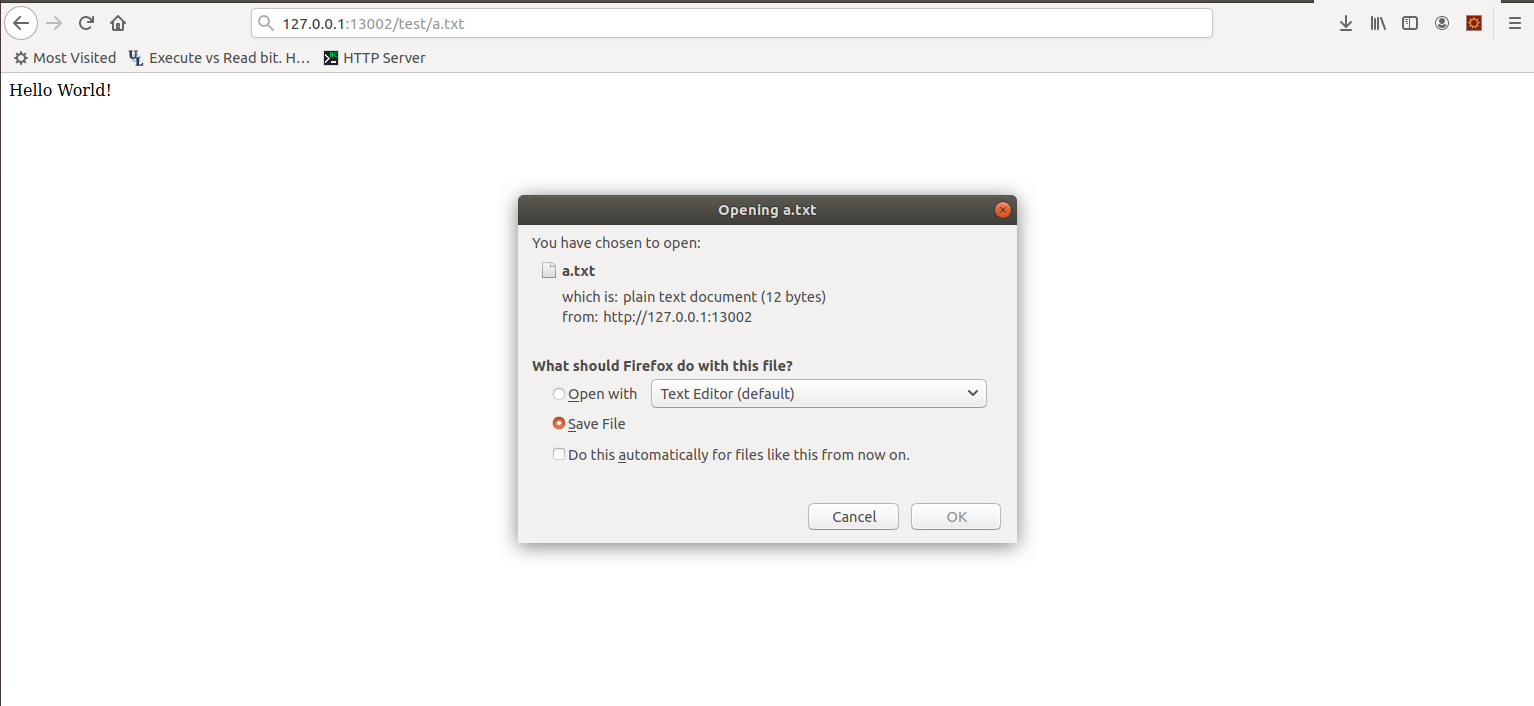 127.0.0.1:13002/test/a.txt
Most Visited Execute vs Read bit. H... HTTP Server
Hello World!
Opening a.txt
You have chosen to open:
a.txt
which is: plain text document (12 bytes)
from: http://127.0.0.1:13002
What should Firefox do with this file?
Open with Text Editor (default)
Save File
Do this automatically for files like this from now on.
Cancel OK